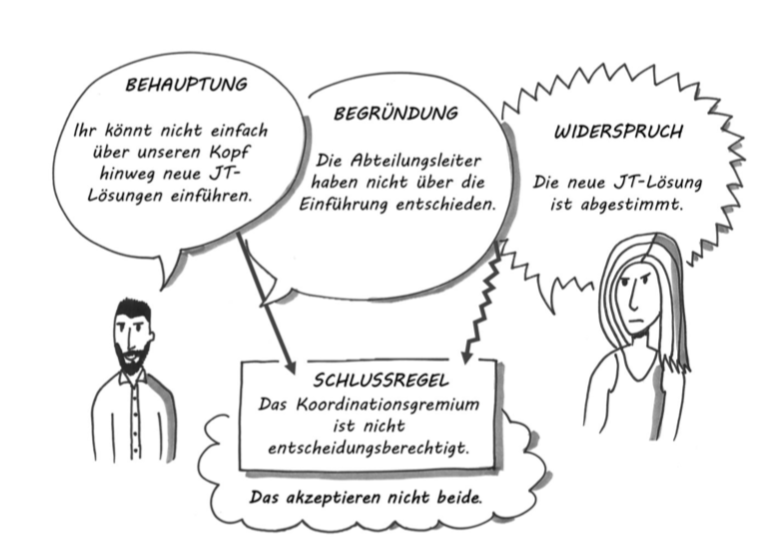 BEHAUPTUNG
Ihr könnt nicht einfach
über unseren Kopf
hinweg neue JT-
Lösungen einführen.
BEGRÜNDUNG
Die Abteilungsleiter
haben nicht über die
Einführung entschieden.
WIDERSPRUCH
Die neue JT-Lösung
ist abgestimmt.
SCHLUSSREGEL
Das Koordinationsgremium
ist nicht
entscheidungsberechtigt.
Das akzeptieren nicht beide.